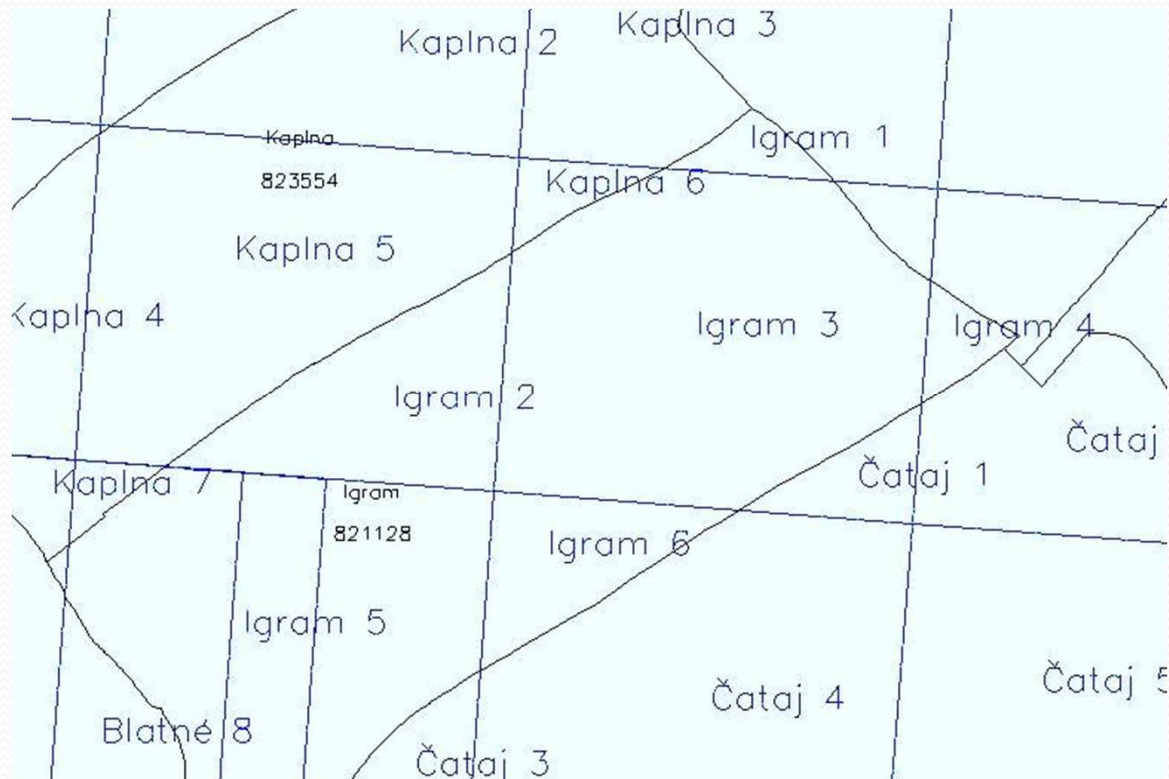 Kaplna 2
Kaplna 3
Kaplna
Igram 1
823554
Kaplna 6
Kaplna 5
Kaplna 4
Igram 3
Igram 4
Igram 2
Čataj
Čataj 1
Kaplna 7
Igram
821128
Igram 6
Igram 5
Čataj 5
Čataj 4
Blatné 8
Čataj 3